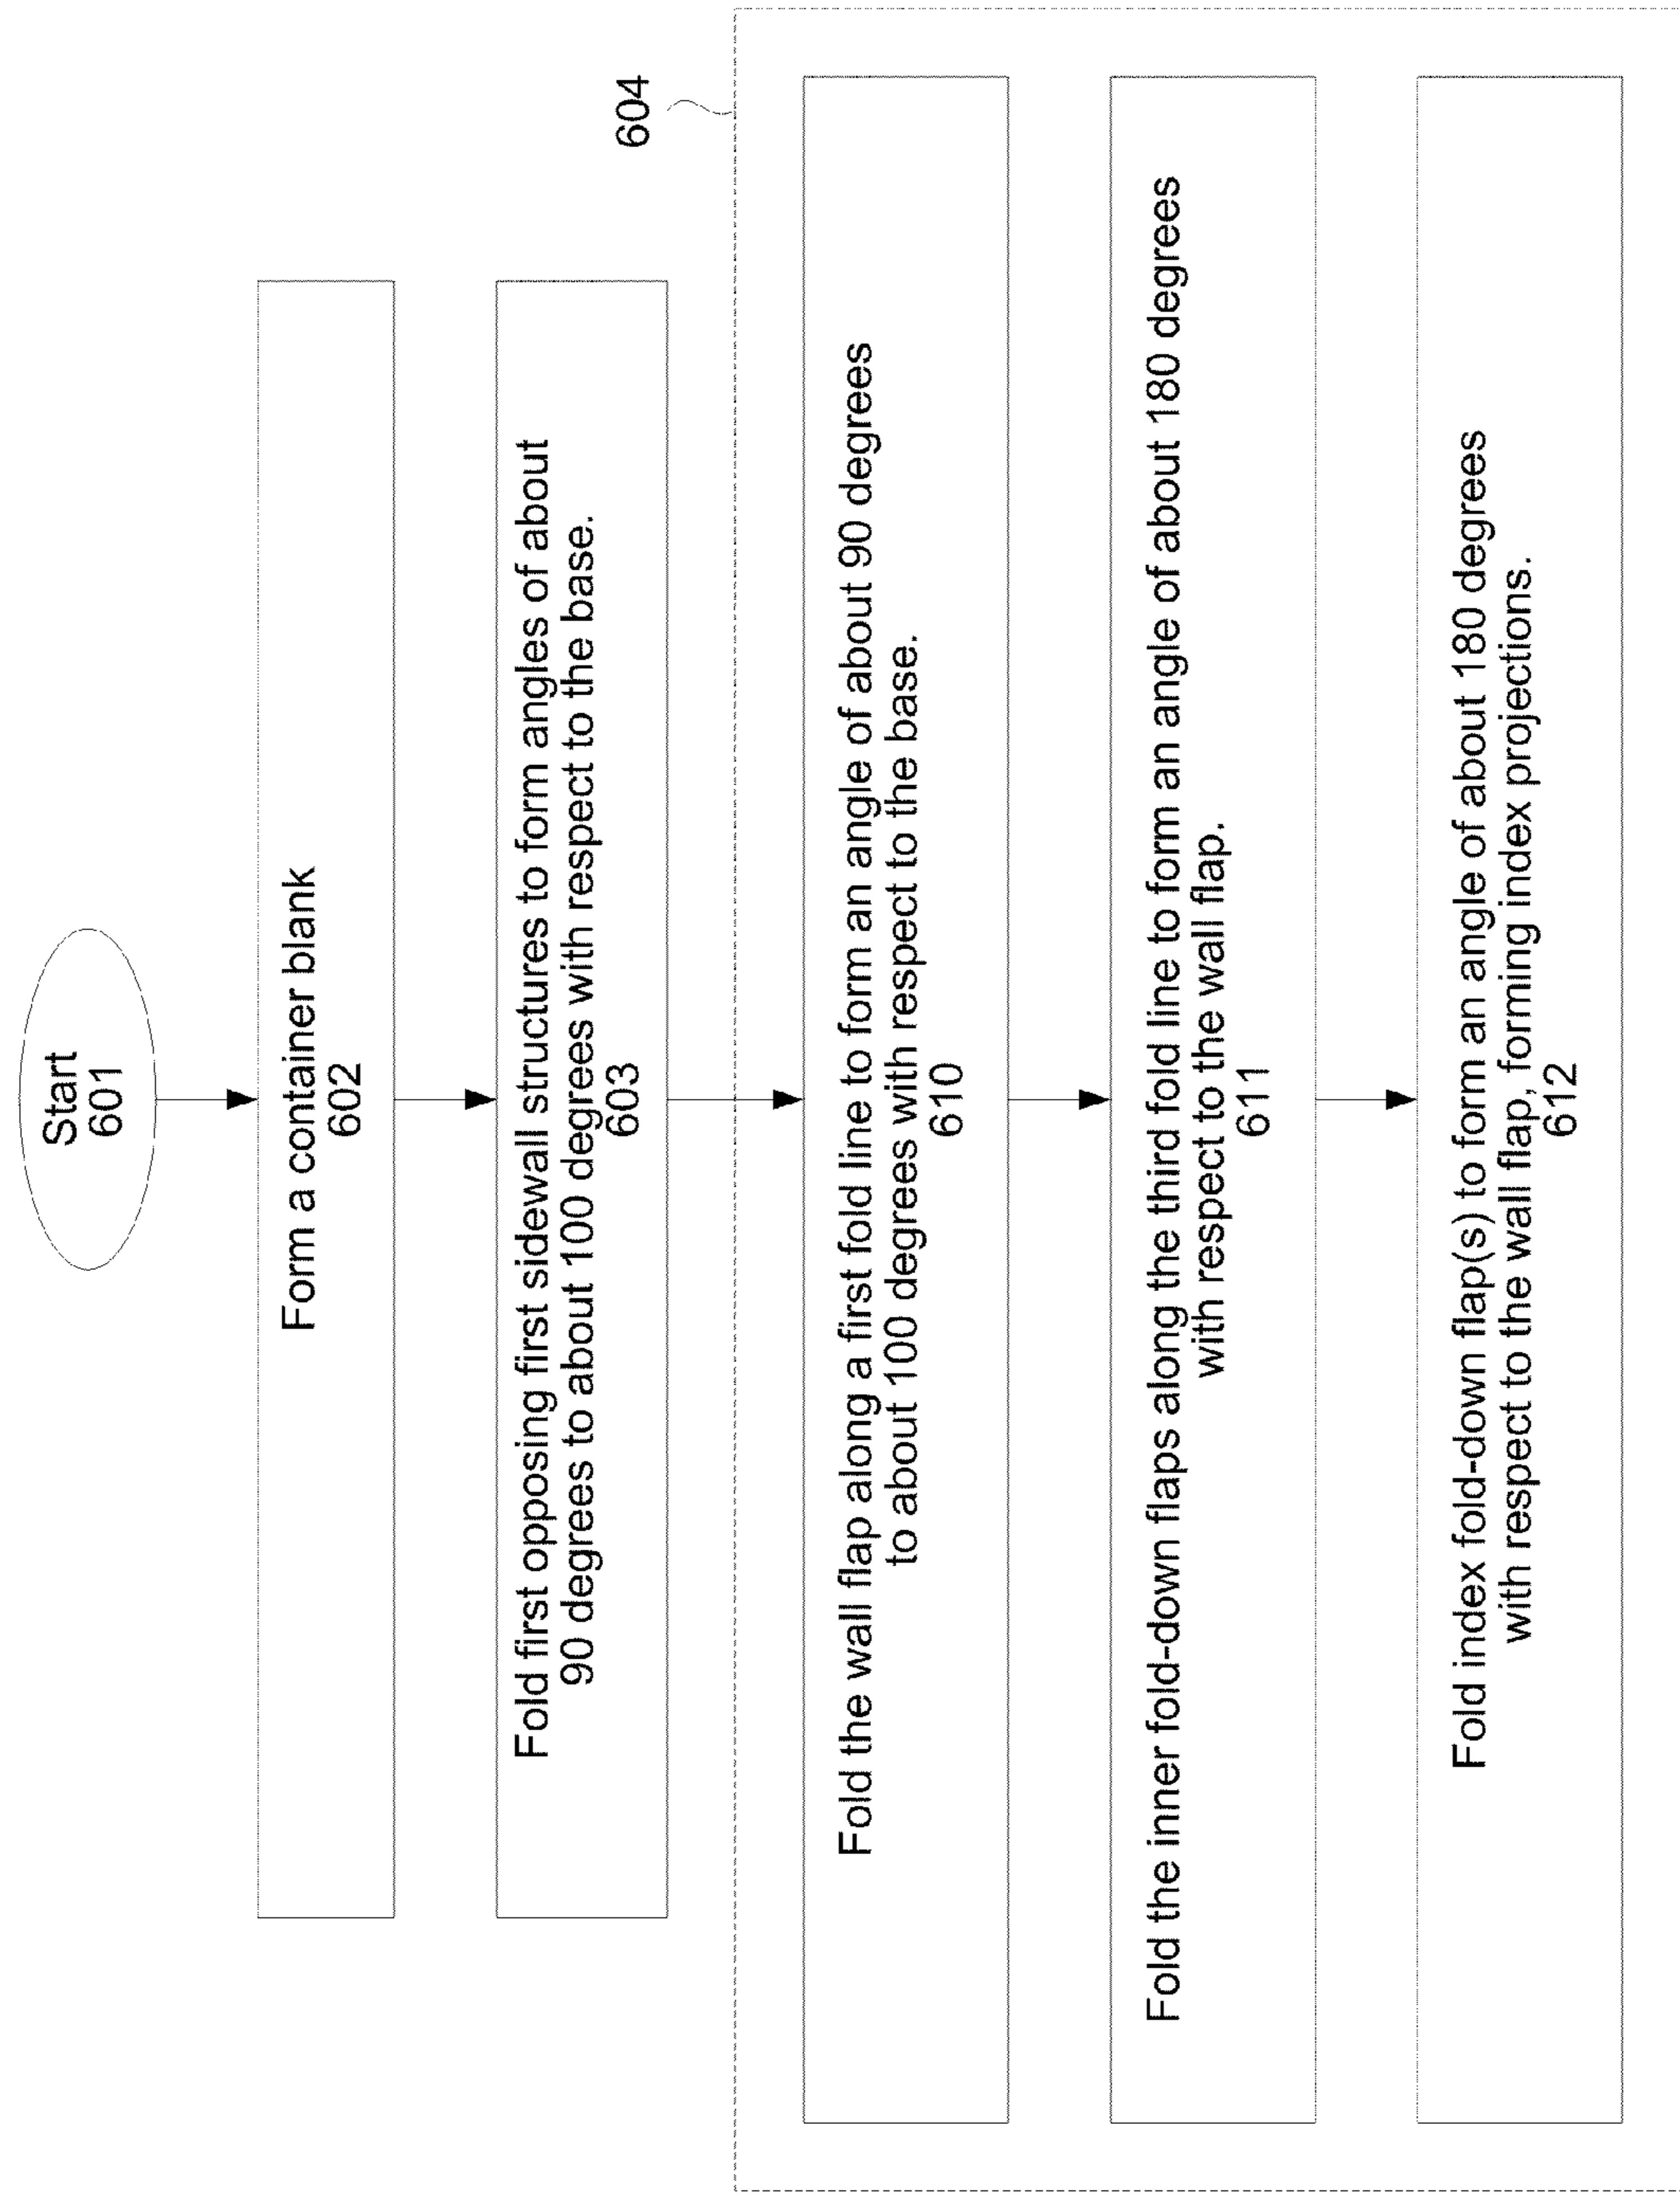 Start
601
Form a container blank
602
Fold first opposing first sidewall structures to form angles of about
90 degrees to about 100 degrees with respect to the base.
603
604
Fold the wall flap along a first fold line to form an angle of about 90 degrees
to about 100 degrees with respect to the base.
610
Fold the inner fold-down flaps along the third fold line to form an angle of about 180 degrees
with respect to the wall flap.
611
Fold index fold-down flap(s) to form an angle of about 180 degrees
with respect to the wall flap, forming index projections.
612